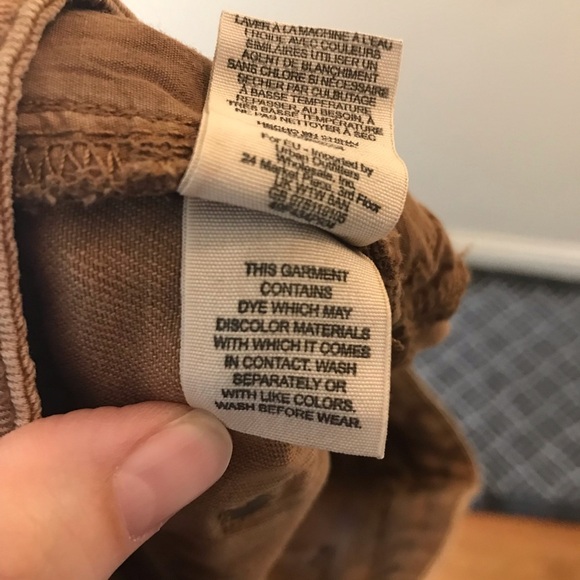 LAVER À LA MACHINE À L'EAU
FROIDE AVEC COULEURS
SIMILAIRES UTILISER UN
AGENT DE BLANCHIMENT
SANS CHLORE SI NÉCESSAIRE
SÉCHER PAR CULBUTAGE
À BASSE TEMPÉRATURE
REPASSER, AU BESOIN, À
TRÈS BASSE TEMPÉRATURE
NE PAS NETTOYER À SEC
For EU - Imported by
Urban Outfitters
Wholesale, Inc.
24 Market Place, 3rd Floor
UK W1W 8AN
THIS GARMENT
CONTAINS
DYE WHICH MAY
DISCOLOR MATERIALS
WITH WHICH IT COMES
IN CONTACT. WASH
SEPARATELY OR
WITH LIKE COLORS.
WASH BEFORE WEAR.